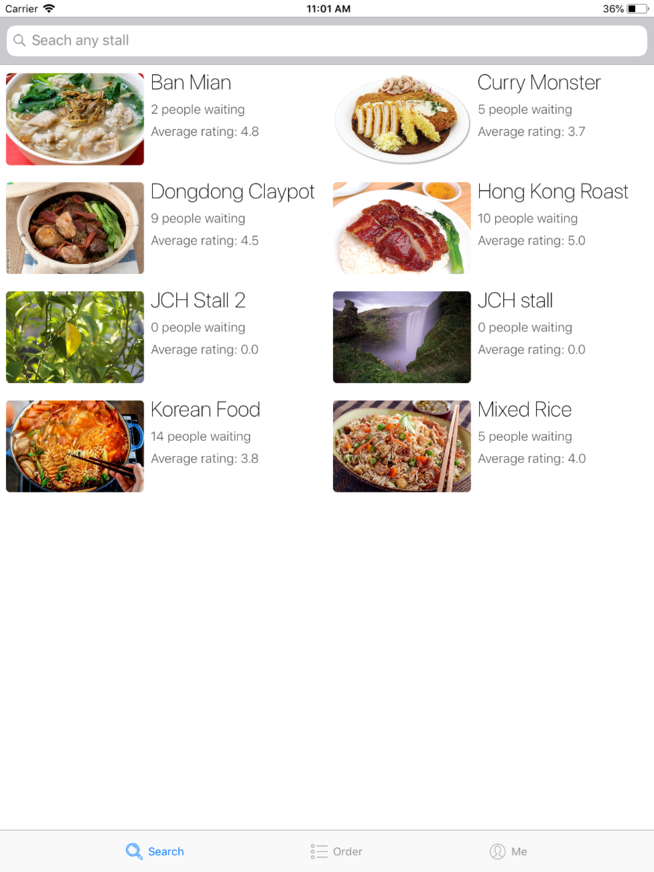 Carrier
11:01 AM
36%
Seach any stall
Ban Mian
2 people waiting
Average rating: 4.8
Curry Monster
5 people waiting
Average rating: 3.7
Dongdong Claypot
9 people waiting
Average rating: 4.5
Hong Kong Roast
10 people waiting
Average rating: 5.0
JCH Stall 2
0 people waiting
Average rating: 0.0
JCH stall
0 people waiting
Average rating: 0.0
Korean Food
14 people waiting
Average rating: 3.8
Mixed Rice
5 people waiting
Average rating: 4.0
Search
Order
Me